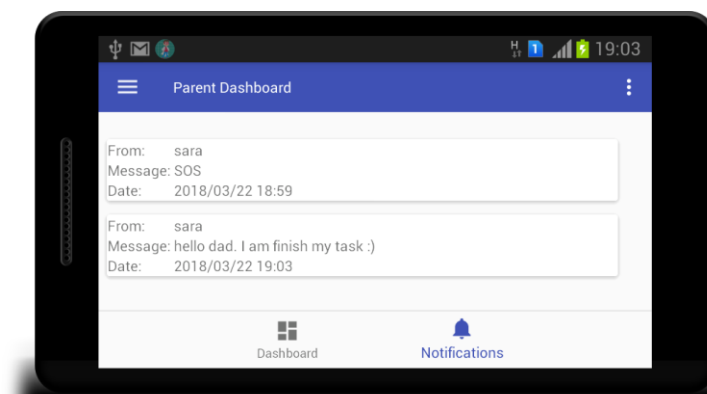 H 1 19:03
Parent Dashboard
From: sara
Message: SOS
Date: 2018/03/22 18:59
From: sara
Message: hello dad. I am finish my task :)
Date: 2018/03/22 19:03
Dashboard Notifications